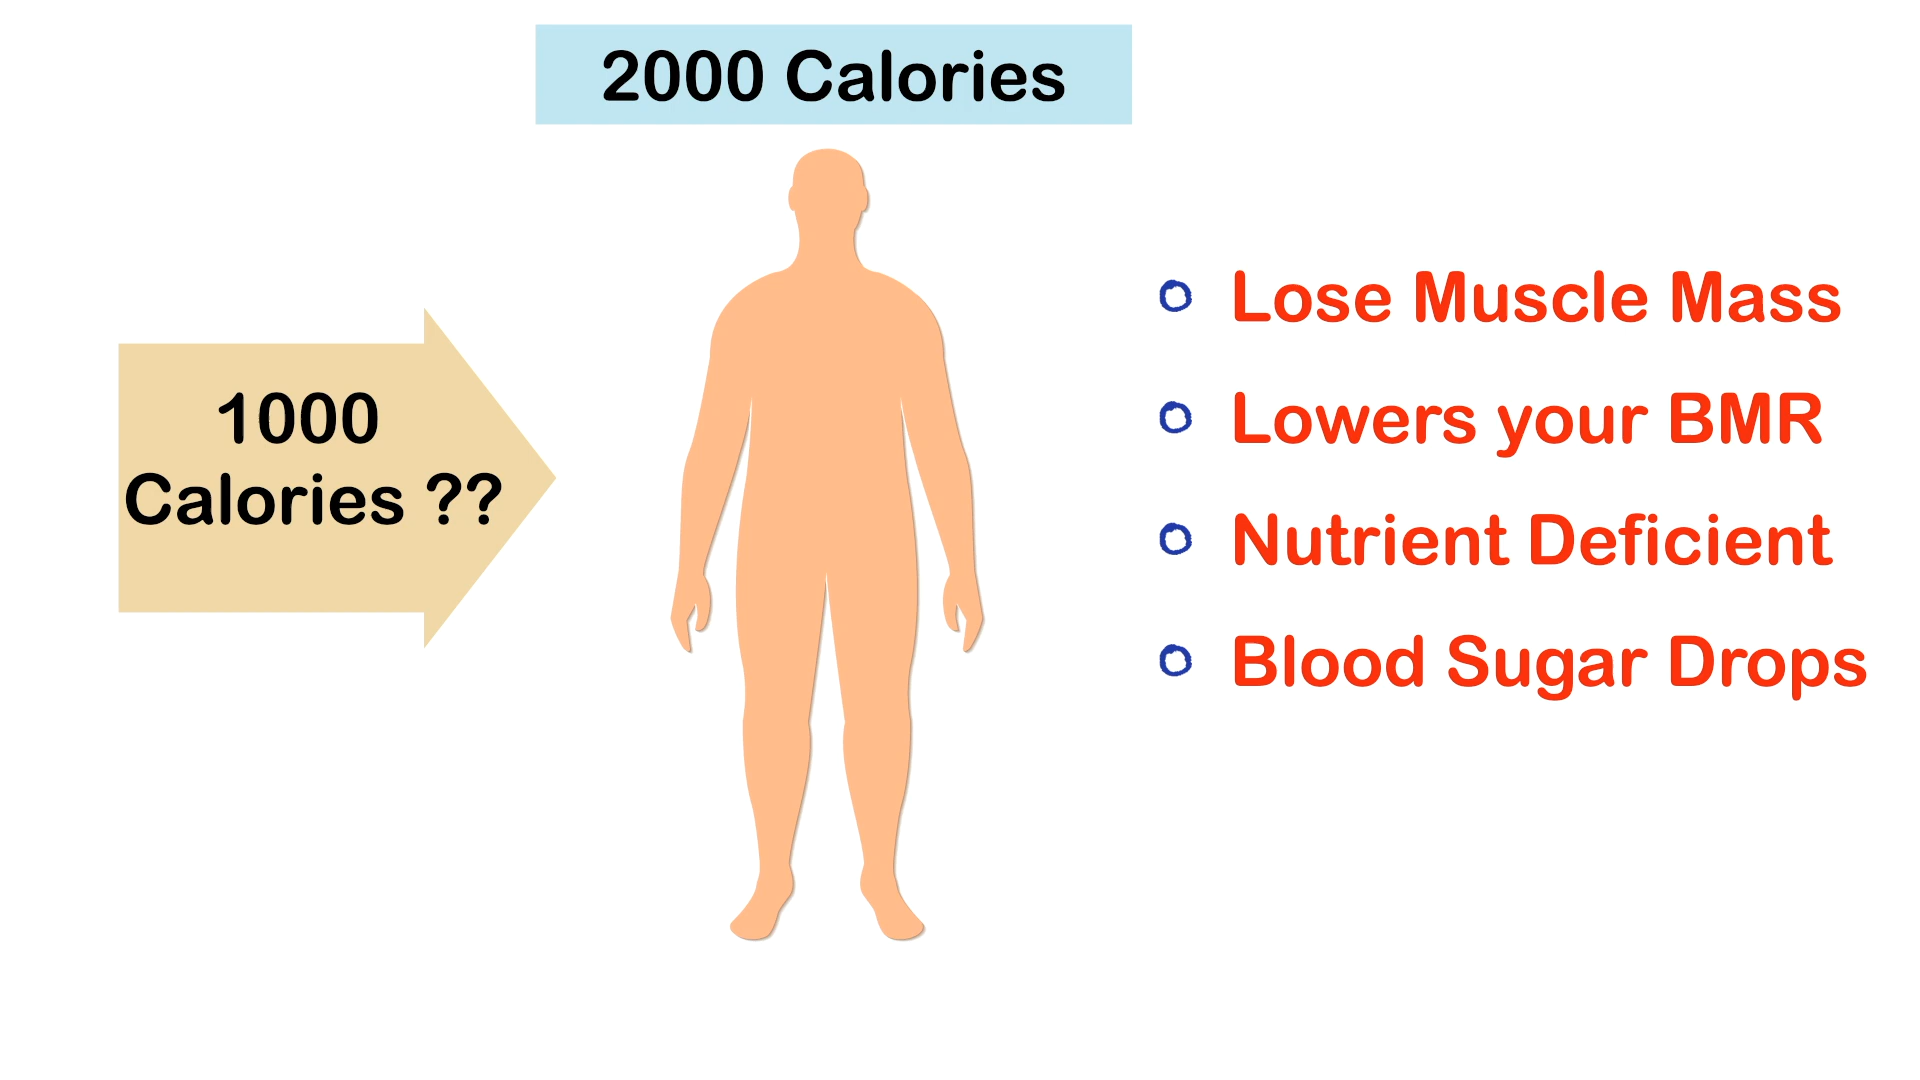 2000 Calories
1000
Calories ??
Lose Muscle Mass
Lowers your BMR
Nutrient Deficient
Blood Sugar Drops